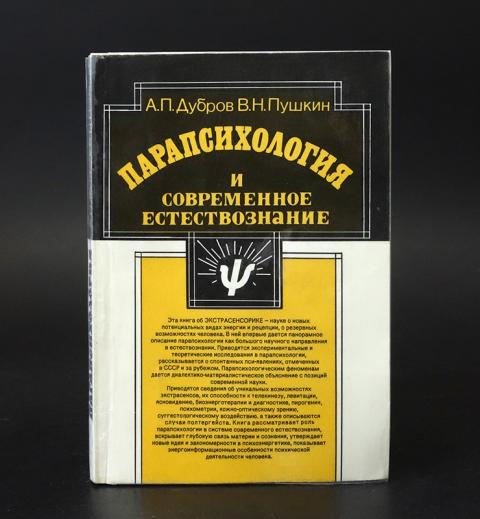 А.П.Дубров В.Н.Пушкин
ПАРАПСИХОЛОГИЯ
И
СОВРЕМЕННОЕ
ЕСТЕСТВОЗНАНИЕ
Ψ
Эта книга об ЭКСТРАСЕНСОРИКЕ — науке о новых
потенциальных видах энергии и рецепции, о резервных
возможностях человека. В ней впервые дается панорамное
описание парапсихологии как большого научного направления
в естествознании. Приводятся экспериментальные и
теоретические исследования в парапсихологии,
рассказывается о спонтанных пси-явлениях, отмеченных
в СССР и за рубежом. Парапсихологическим феноменам
дается диалектико-материалистическое объяснение с позиций
современной науки.
Приводятся сведения об уникальных возможностях
экстрасенсов, их способности к телекинезу, левитации,
ясновидению, биоэнерготерапии и диагностике, пирогении,
психометрии, кожно-оптическому зрению,
суггестологическому воздействию, а также описываются
случаи полтергейста. Книга рассматривает роль
парапсихологии в системе современного естествознания,
вскрывает глубокую связь материи и сознания, утверждает
новые идеи и закономерности в психоэнергетике, показывает
энергоинформационные особенности психической
деятельности человека.